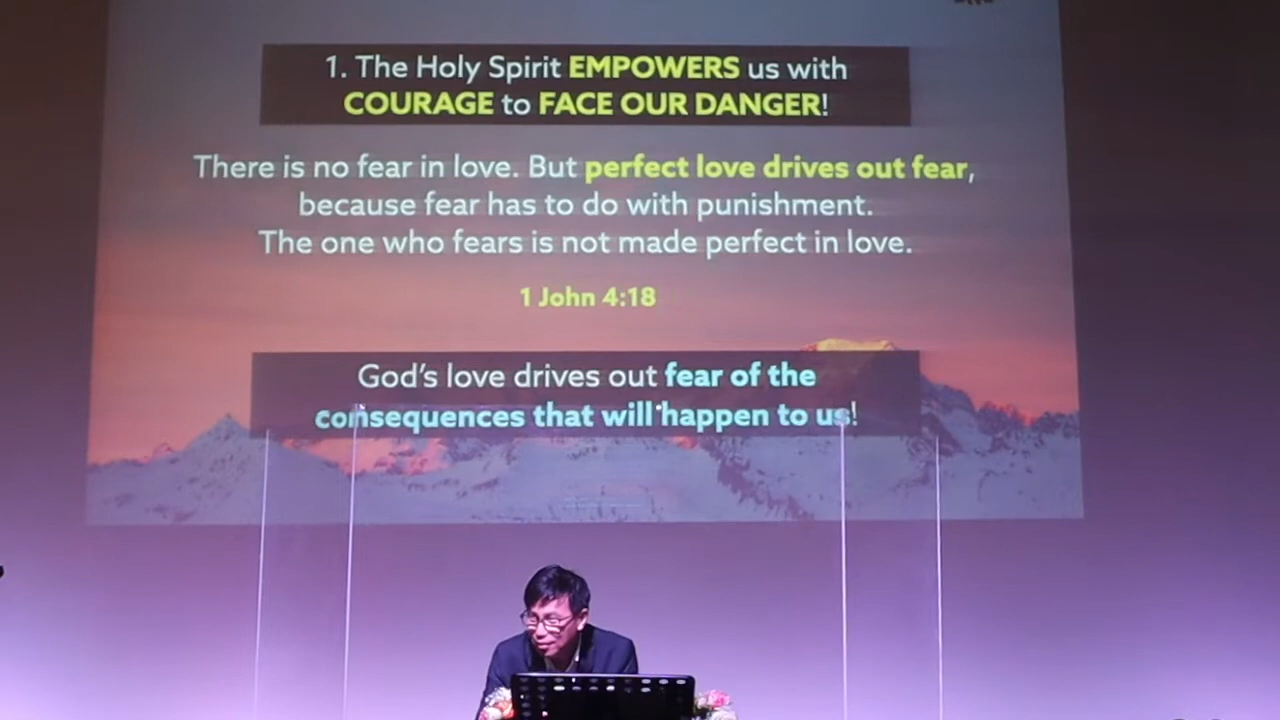 1. The Holy Spirit EMPOWERS us with
COURAGE to FACE OUR DANGER!
There is no fear in love. But perfect love drives out fear,
because fear has to do with punishment.
The one who fears is not made perfect in love.
1 John 4:18
God's love drives out fear of the
consequences that will happen to us!